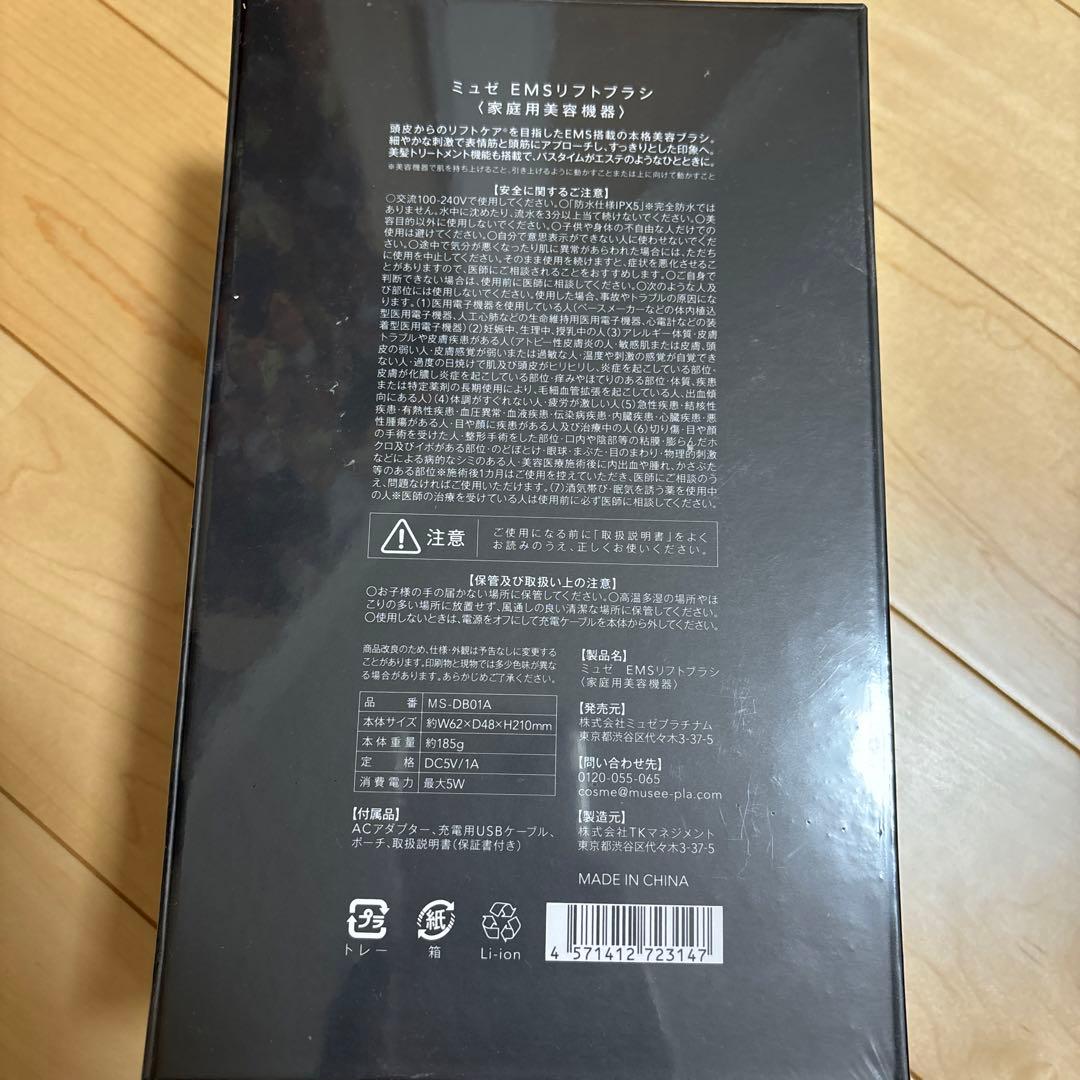 ミュゼ EMSリフトブラシ
〈家庭用美容機器〉
頭皮からのリフトケア※を目指したEMS搭載の本格美容ブラシ。
細やかな刺激で表情筋と頭筋にアプローチし、すっきりとした印象へ。
美髪トリートメント機能も搭載で、バスタイムがエステのようなひとときに。
※美容機器で肌を持ち上げること、引き上げるように動かすことまたは上に向けて動かすこと
【安全に関するご注意】
○交流100-240Vで使用してください。○「防水仕様IPX5」※完全防水では
ありません。水中に沈めたり、流水を3分以上当て続けないでください。○美
容目的以外に使用しないでください。○子供や身体の不自由な人だけでの
使用は避けてください。○自分で意思表示ができない人に使わせないでくだ
さい。○途中で気分が悪くなったり肌に異常があらわれた場合には、ただち
に使用を中止してください。そのまま使用を続けますと、症状を悪化させるこ
とがありますので、医師にご相談されることをおすすめします。○ご自身で
判断できない場合は、使用前に医師に相談してください。○次のような人及
び部位には使用しないでください。使用した場合、事故やトラブルの原因にな
ります。(1)医用電子機器を使用している人(ペースメーカーなどの体内植込
型医用電子機器、人工心肺などの生命維持用医用電子機器、心電計などの装
着型医用電子機器)(2)妊娠中、生理中、授乳中の人(3)アレルギー体質・皮膚
トラブルや皮膚疾患がある人(アトピー性皮膚炎の人・敏感肌または皮膚、頭
皮の弱い人・皮膚感覚が弱いまたは過敏な人・温度や刺激の感覚が自覚でき
ない人・過度の日焼けで肌及び頭皮がヒリヒリし、炎症を起こしている部位・
皮膚が化膿し炎症を起こしている部位・痒みやほてりのある部位・体質、疾患
または特定薬剤の長期使用により、毛細血管拡張を起こしている人、出血傾
向にある人)(4)体調がすぐれない人・疲労が激しい人(5)急性疾患・結核性
疾患・有熱性疾患・血圧異常・血液疾患・伝染病疾患・内臓疾患・心臓疾患・悪
性腫瘍がある人・目や顔に疾患がある人及び治療中の人(6)切り傷・目や顔
の手術を受けた人・整形手術をした部位・口内や陰部等の粘膜・膨らんだホ
クロ及びイボがある部位・のどぼとけ・眼球・まぶた・目のまわり・物理的刺激
などによる病的なシミのある人・美容医療施術後に内出血や腫れ、かさぶた
等のある部位※施術後1カ月はご使用を控えていただき、医師にご相談のう
え、問題なければご使用いただけます。(7)酒気帯び・眠気を誘う薬を使用中
の人※医師の治療を受けている人は使用前に必ず医師に相談してください。
注意
ご使用になる前に「取扱説明書」をよく
お読みのうえ、正しくお使いください。
【保管及び取扱い上の注意】
○お子様の手の届かない場所に保管してください。○高温多湿の場所やほ
こりの多い場所に放置せず、風通しの良い清潔な場所に保管してください。
○使用しないときは、電源をオフにして充電ケーブルを本体から外してください。
商品改良のため、仕様・外観は予告なしに変更する
ことがあります。印刷物と現物では多少色味が異な
る場合があります。あらかじめご了承ください。
品番 MS-DB01A
本体サイズ 約W62×D48×H210mm
本体重量 約185g
定格 DC5V/1A
消費電力 最大5W
【付属品】
ACアダプター、充電用USBケーブル、
ポーチ、取扱説明書(保証書付き)
【製品名】
ミュゼ EMSリフトブラシ
〈家庭用美容機器〉
【発売元】
株式会社ミュゼプラチナム
東京都渋谷区代々木3-37-5
【問い合わせ先】
0120-055-065
cosme@musee-pla.com
【製造元】
株式会社TKマネジメント
東京都渋谷区代々木3-37-5
MADE IN CHINA
プラ
トレー
紙
箱
Li-ion
4 571412 723147